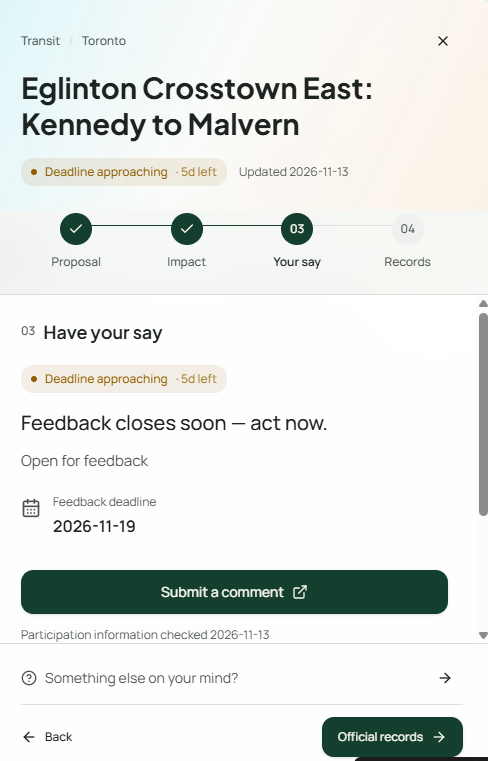 Transit / Toronto
Eglinton Crosstown East:
Kennedy to Malvern
Deadline approaching · 5d left Updated 2026-11-13
03 04
Proposal Impact Your say Records
03 Have your say
Deadline approaching · 5d left
Feedback closes soon — act now.
Open for feedback
Feedback deadline
2026-11-19
Submit a comment
Participation information checked 2026-11-13
Something else on your mind?
Back Official records